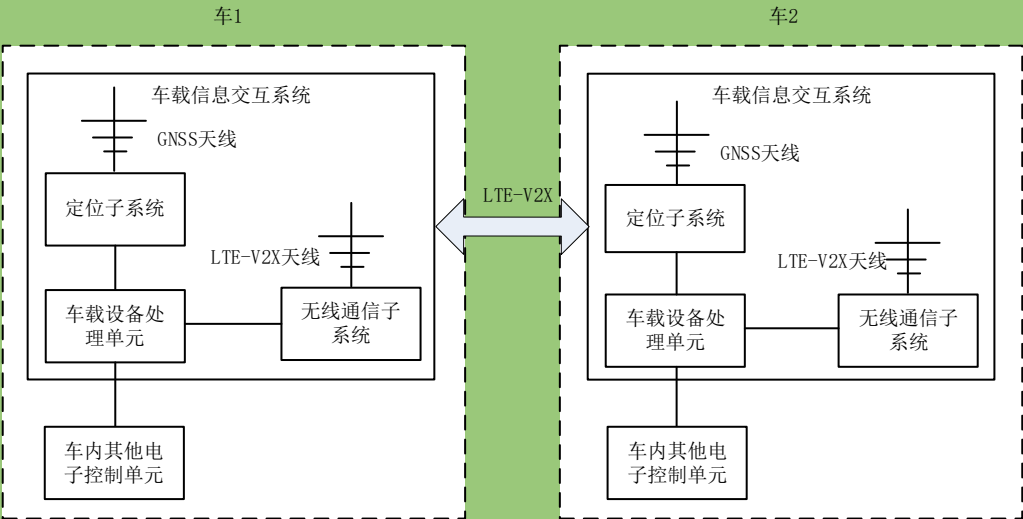 车1
车载信息交互系统
GNSS天线
定位子系统
LTE-V2X天线
车载设备处
理单元
无线通信子
系统
车内其他电
子控制单元
LTE-V2X
车2
车载信息交互系统
GNSS天线
定位子系统
LTE-V2X天线
车载设备处
理单元
无线通信子
系统
车内其他电
子控制单元